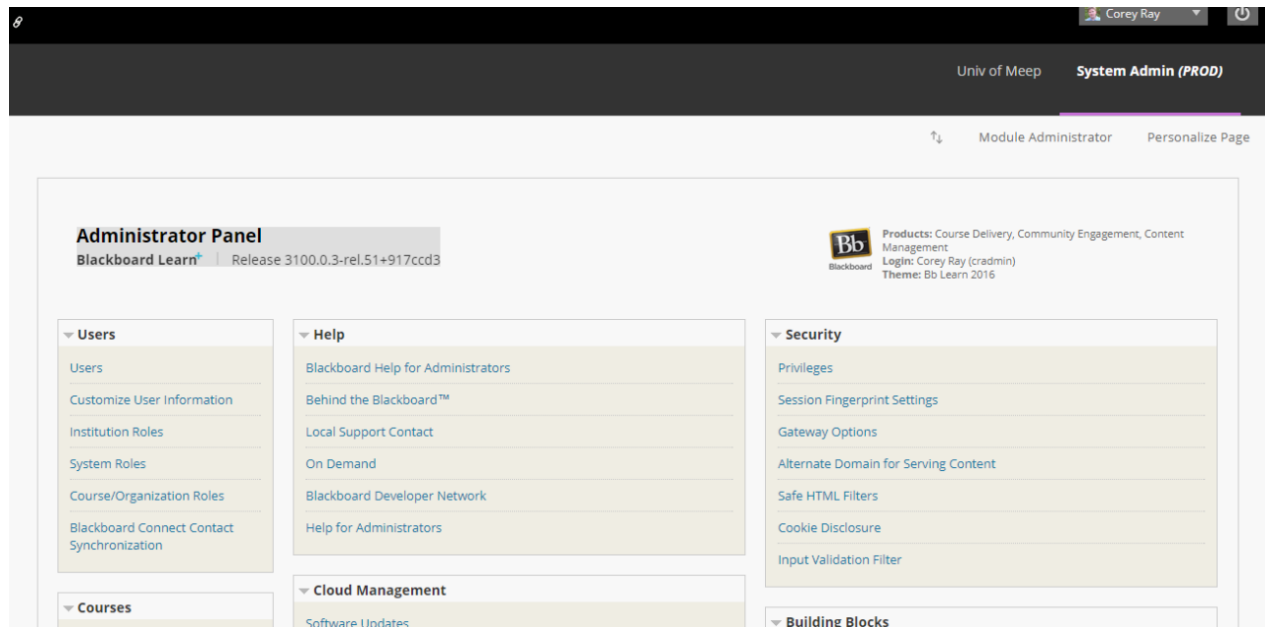 Corey Ray
Univ of Meep
System Admin (PROD)
Module Administrator
Personalize Page
Administrator Panel
Blackboard Learn+ | Release 3100.0.3-rel.51+917ccd3
Bb
Blackboard
Products: Course Delivery, Community Engagement, Content
Management
Login: Corey Ray (cradmin)
Theme: Bb Learn 2016
Users
Users
Customize User Information
Institution Roles
System Roles
Course/Organization Roles
Blackboard Connect Contact
Synchronization
Courses
Help
Blackboard Help for Administrators
Behind the Blackboard™
Local Support Contact
On Demand
Blackboard Developer Network
Help for Administrators
Cloud Management
Software Updates
Security
Privileges
Session Fingerprint Settings
Gateway Options
Alternate Domain for Serving Content
Safe HTML Filters
Cookie Disclosure
Input Validation Filter
Building Blocks